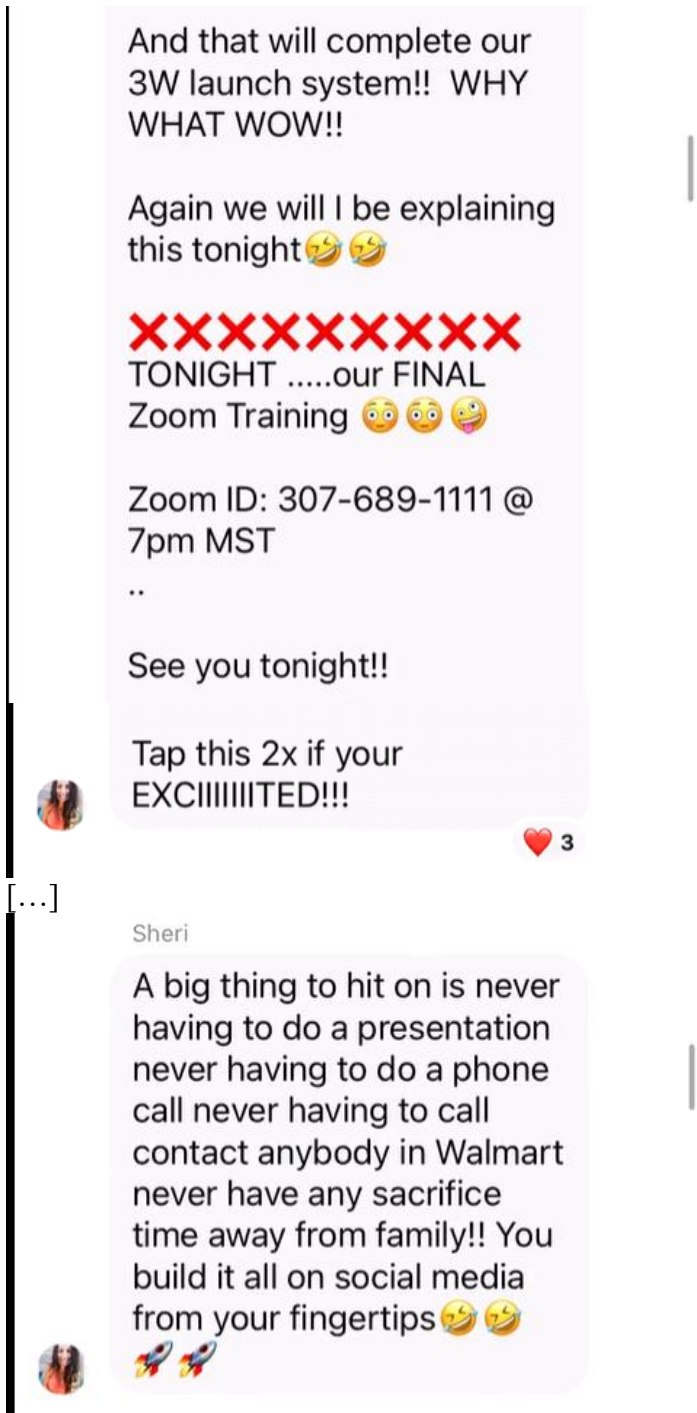 And that will complete our
3W launch system!!  WHY
WHAT WOW!!
Again we will I be explaining
this tonight🤣🤣
❌❌❌❌❌❌❌❌❌
TONIGHT .....our FINAL
Zoom Training 😳😳🤪
Zoom ID: 307-689-1111 @
7pm MST
..
See you tonight!!
Tap this 2x if your
EXCIIIIIIITED!!!
❤️ 3
[...]
Sheri
A big thing to hit on is never
having to do a presentation
never having to do a phone
call never having to call
contact anybody in Walmart
never have any sacrifice
time away from family!! You
build it all on social media
from your fingertips🤣🤣
🚀🚀